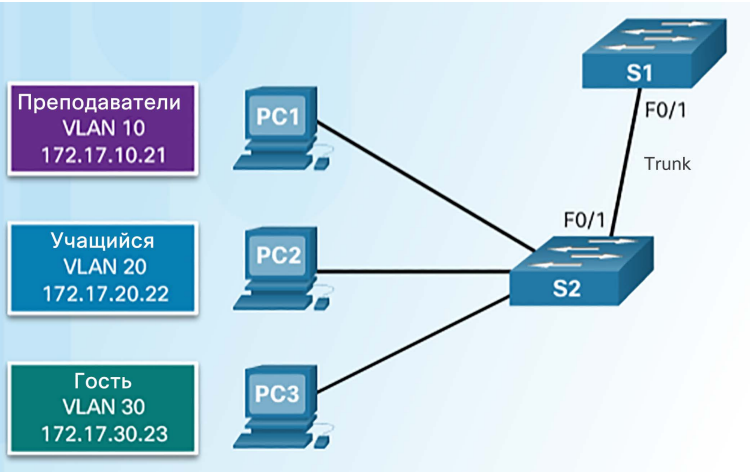 Преподаватели
VLAN 10
172.17.10.21
PC1
S1
F0/1
Trunk
F0/1
Учащийся
VLAN 20
172.17.20.22
PC2
S2
Гость
VLAN 30
172.17.30.23
PC3